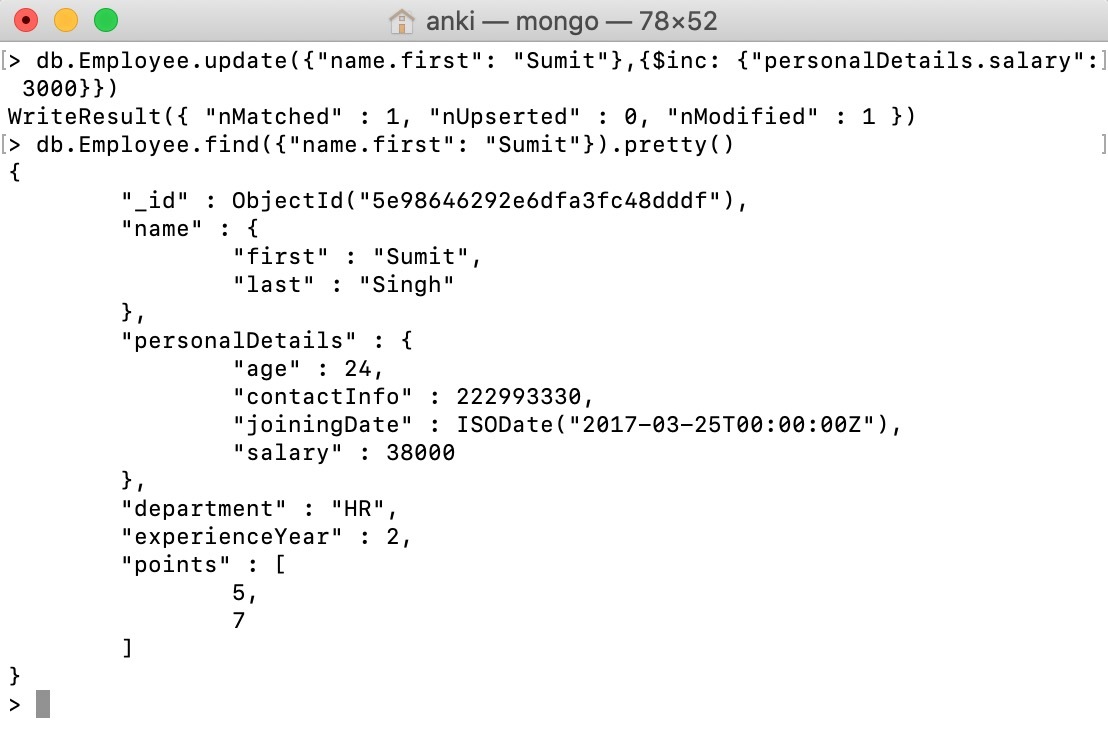 anki — mongo — 78×52
[> db.Employee.update({"name.first": "Sumit"},{$inc: {"personalDetails.salary":]
 3000}})
WriteResult({ "nMatched" : 1, "nUpserted" : 0, "nModified" : 1 })
[> db.Employee.find({"name.first": "Sumit"}).pretty() ]
{
        "_id" : ObjectId("5e98646292e6dfa3fc48dddf"),
        "name" : {
                "first" : "Sumit",
                "last" : "Singh"
        },
        "personalDetails" : {
                "age" : 24,
                "contactInfo" : 222993330,
                "joiningDate" : ISODate("2017-03-25T00:00:00Z"),
                "salary" : 38000
        },
        "department" : "HR",
        "experienceYear" : 2,
        "points" : [
                5,
                7
        ]
}
>